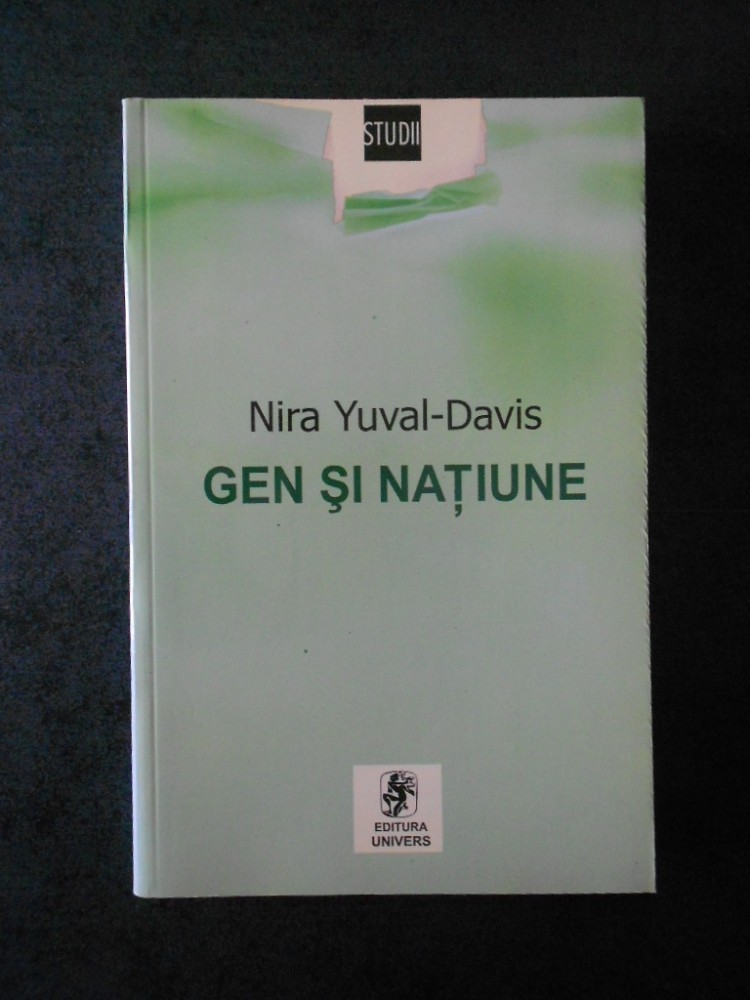 STUDII
Nira Yuval-Davis
GEN ŞI NAŢIUNE
EDITURA
UNIVERS